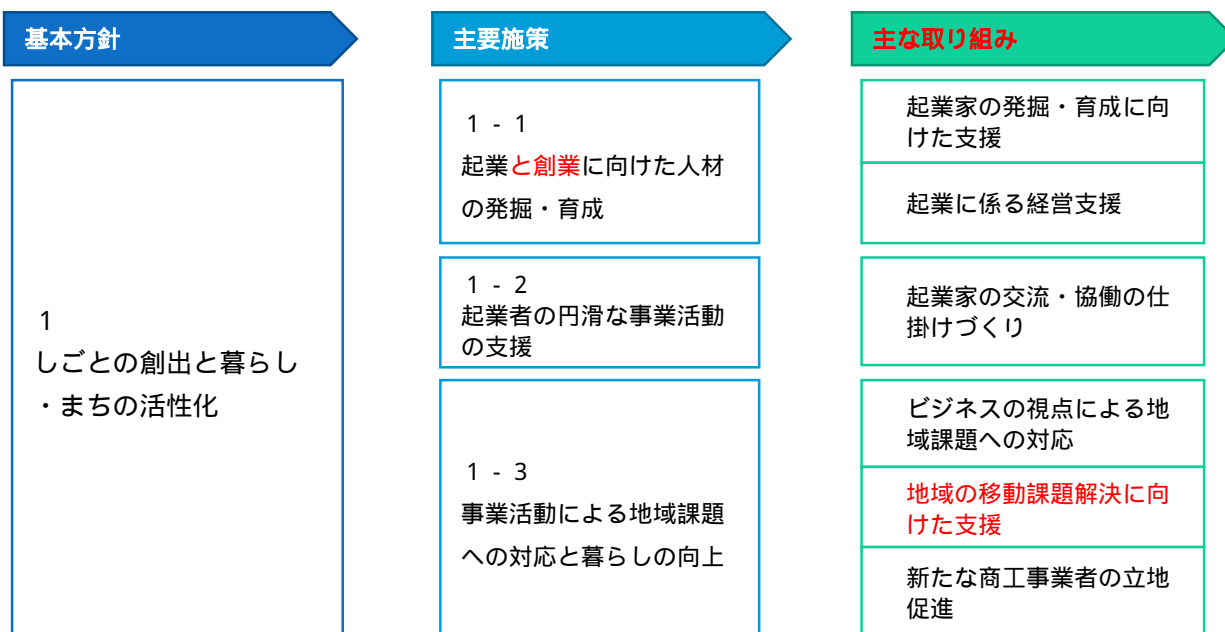 基本方針
主要施策
主な取り組み
1
しごとの創出と暮らし
・まちの活性化
1 - 1
起業と創業に向けた人材
の発掘・育成
起業家の発掘・育成に向
けた支援
起業に係る経営支援
1 - 2
起業者の円滑な事業活動
の支援
起業家の交流・協働の仕
掛けづくり
1 - 3
事業活動による地域課題
への対応と暮らしの向上
ビジネスの視点による地
域課題への対応
地域の移動課題解決に向
けた支援
新たな商工事業者の立地
促進